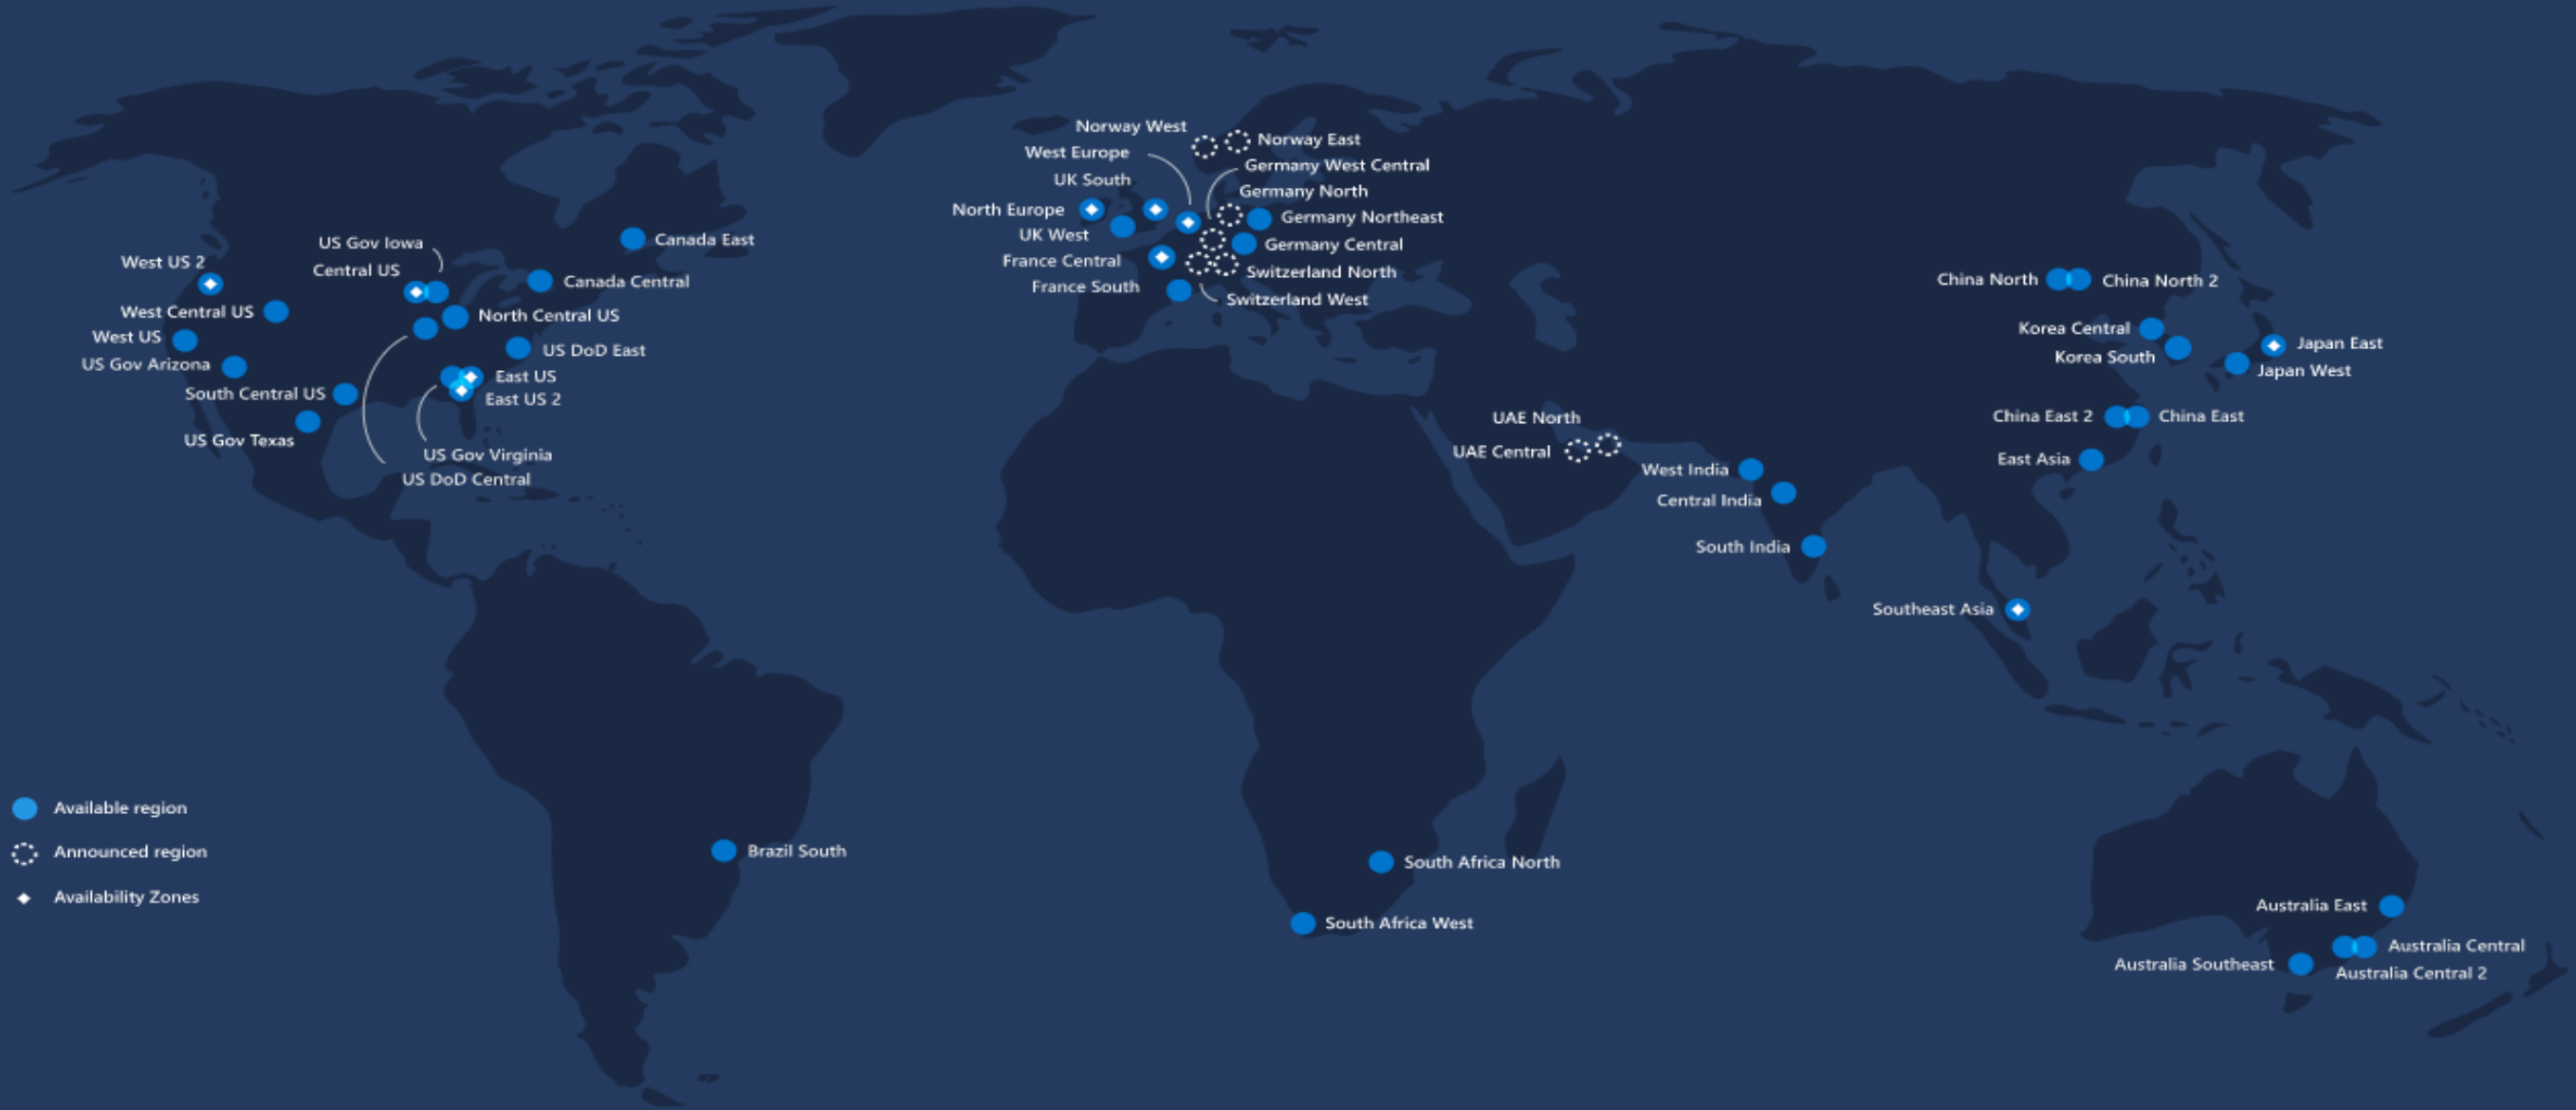 Norway West
Norway East
West Europe
Germany West Central
UK South
Germany North
North Europe
Germany Northeast
UK West
Germany Central
France Central
Switzerland North
France South
Switzerland West
US Gov Iowa
Canada East
West US 2
Central US
Canada Central
West Central US
North Central US
West US
US DoD East
US Gov Arizona
East US
South Central US
East US 2
US Gov Texas
US Gov Virginia
US DoD Central
China North
China North 2
Korea Central
Japan East
Korea South
Japan West
China East 2
China East
UAE North
UAE Central
East Asia
West India
Central India
South India
Southeast Asia
Available region
Announced region
Availability Zones
Brazil South
South Africa North
South Africa West
Australia East
Australia Central
Australia Southeast
Australia Central 2